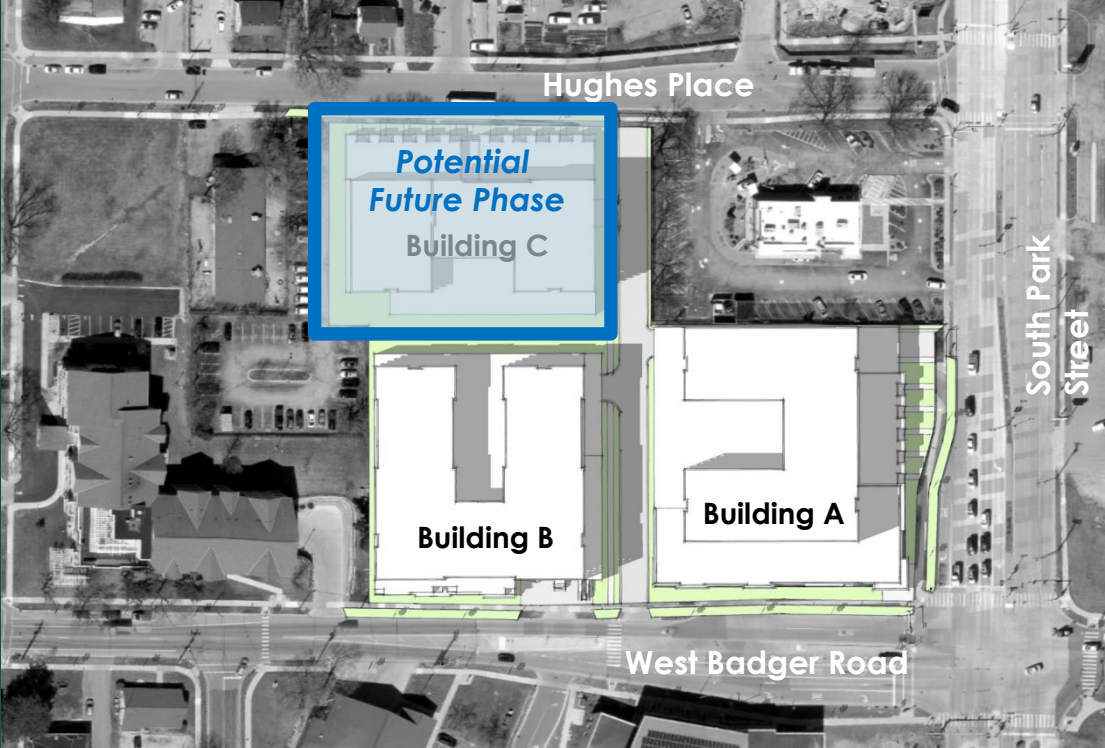 Hughes Place
Potential
Future Phase
Building C
South Park
Street
Building A
Building B
West Badger Road